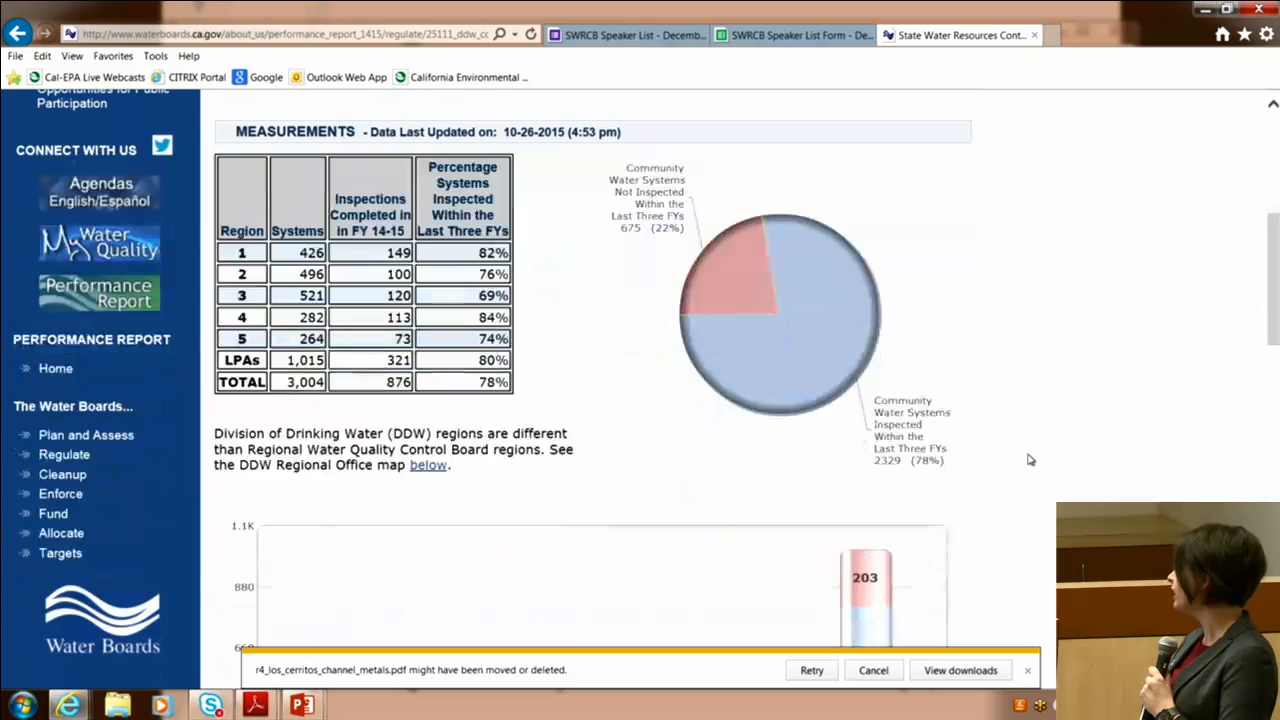 http://www.waterboards.ca.gov/about_us/performance_report_1415/regulate/25111_ddw_cc
SWRCB Speaker List - Decemb...
SWRCB Speaker List Form - De...
State Water Resources Cont...
File Edit View Favorites Tools Help
Cal-EPA Live Webcasts CITRIX Portal Google Outlook Web App California Environmental ...
Opportunities for Public
Participation
CONNECT WITH US
Agendas
English/Español
My Water
Quality
Performance
Report
PERFORMANCE REPORT
Home
The Water Boards...
Plan and Assess
Regulate
Cleanup
Enforce
Fund
Allocate
Targets
Water Boards
MEASUREMENTS - Data Last Updated on: 10-26-2015 (4:53 pm)
Region Systems Inspections Completed in in FY 14-15 Percentage Systems Inspected Within the Last Three FYs
1 426 149 82%
2 496 100 76%
3 521 120 69%
4 282 113 84%
5 264 73 74%
LPAs 1,015 321 80%
TOTAL 3,004 876 78%
Community
Water Systems
Not Inspected
Within the
Last Three FYs
675 (22%)
Community
Water Systems
Inspected
Within the
Last Three FYs
2329 (78%)
Division of Drinking Water (DDW) regions are different
than Regional Water Quality Control Board regions. See
the DDW Regional Office map below.
1.1K
880
203
r4_los_cerritos_channel_metals.pdf might have been moved or deleted.
Retry Cancel View downloads